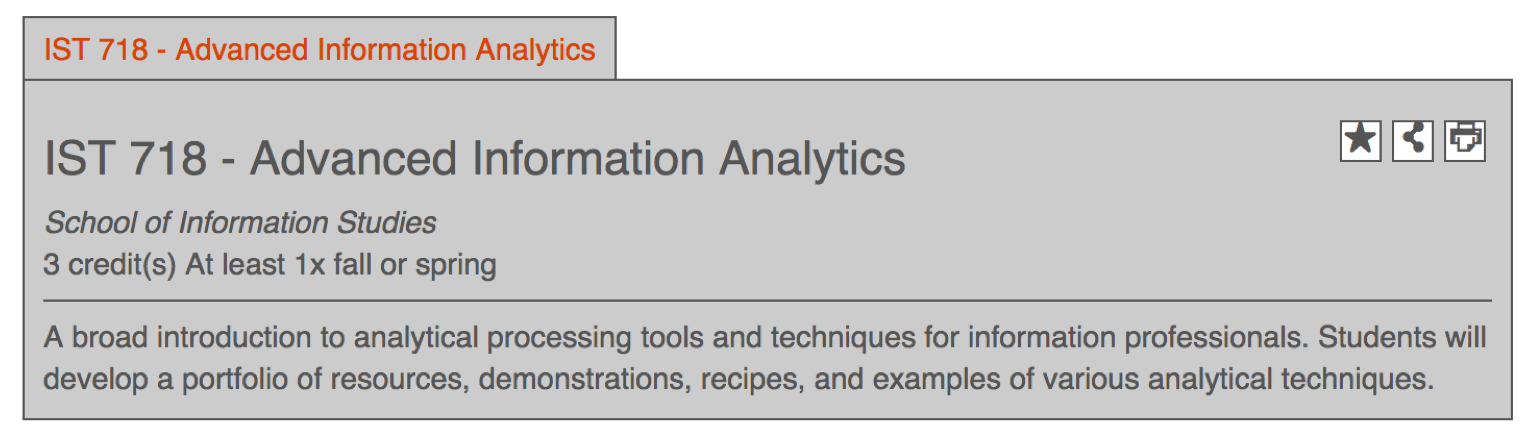 IST 718 - Advanced Information Analytics
IST 718 - Advanced Information Analytics
School of Information Studies
3 credit(s) At least 1x fall or spring
A broad introduction to analytical processing tools and techniques for information professionals. Students will
develop a portfolio of resources, demonstrations, recipes, and examples of various analytical techniques.